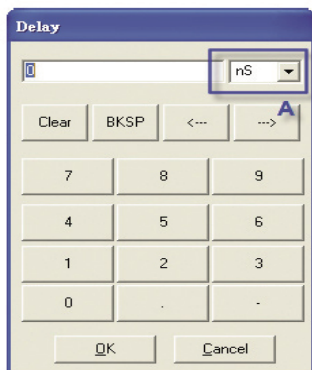 Delay
0 nS
A
Clear BKSP <--- --->
7 8 9
4 5 6
1 2 3
0 . -
OK Cancel